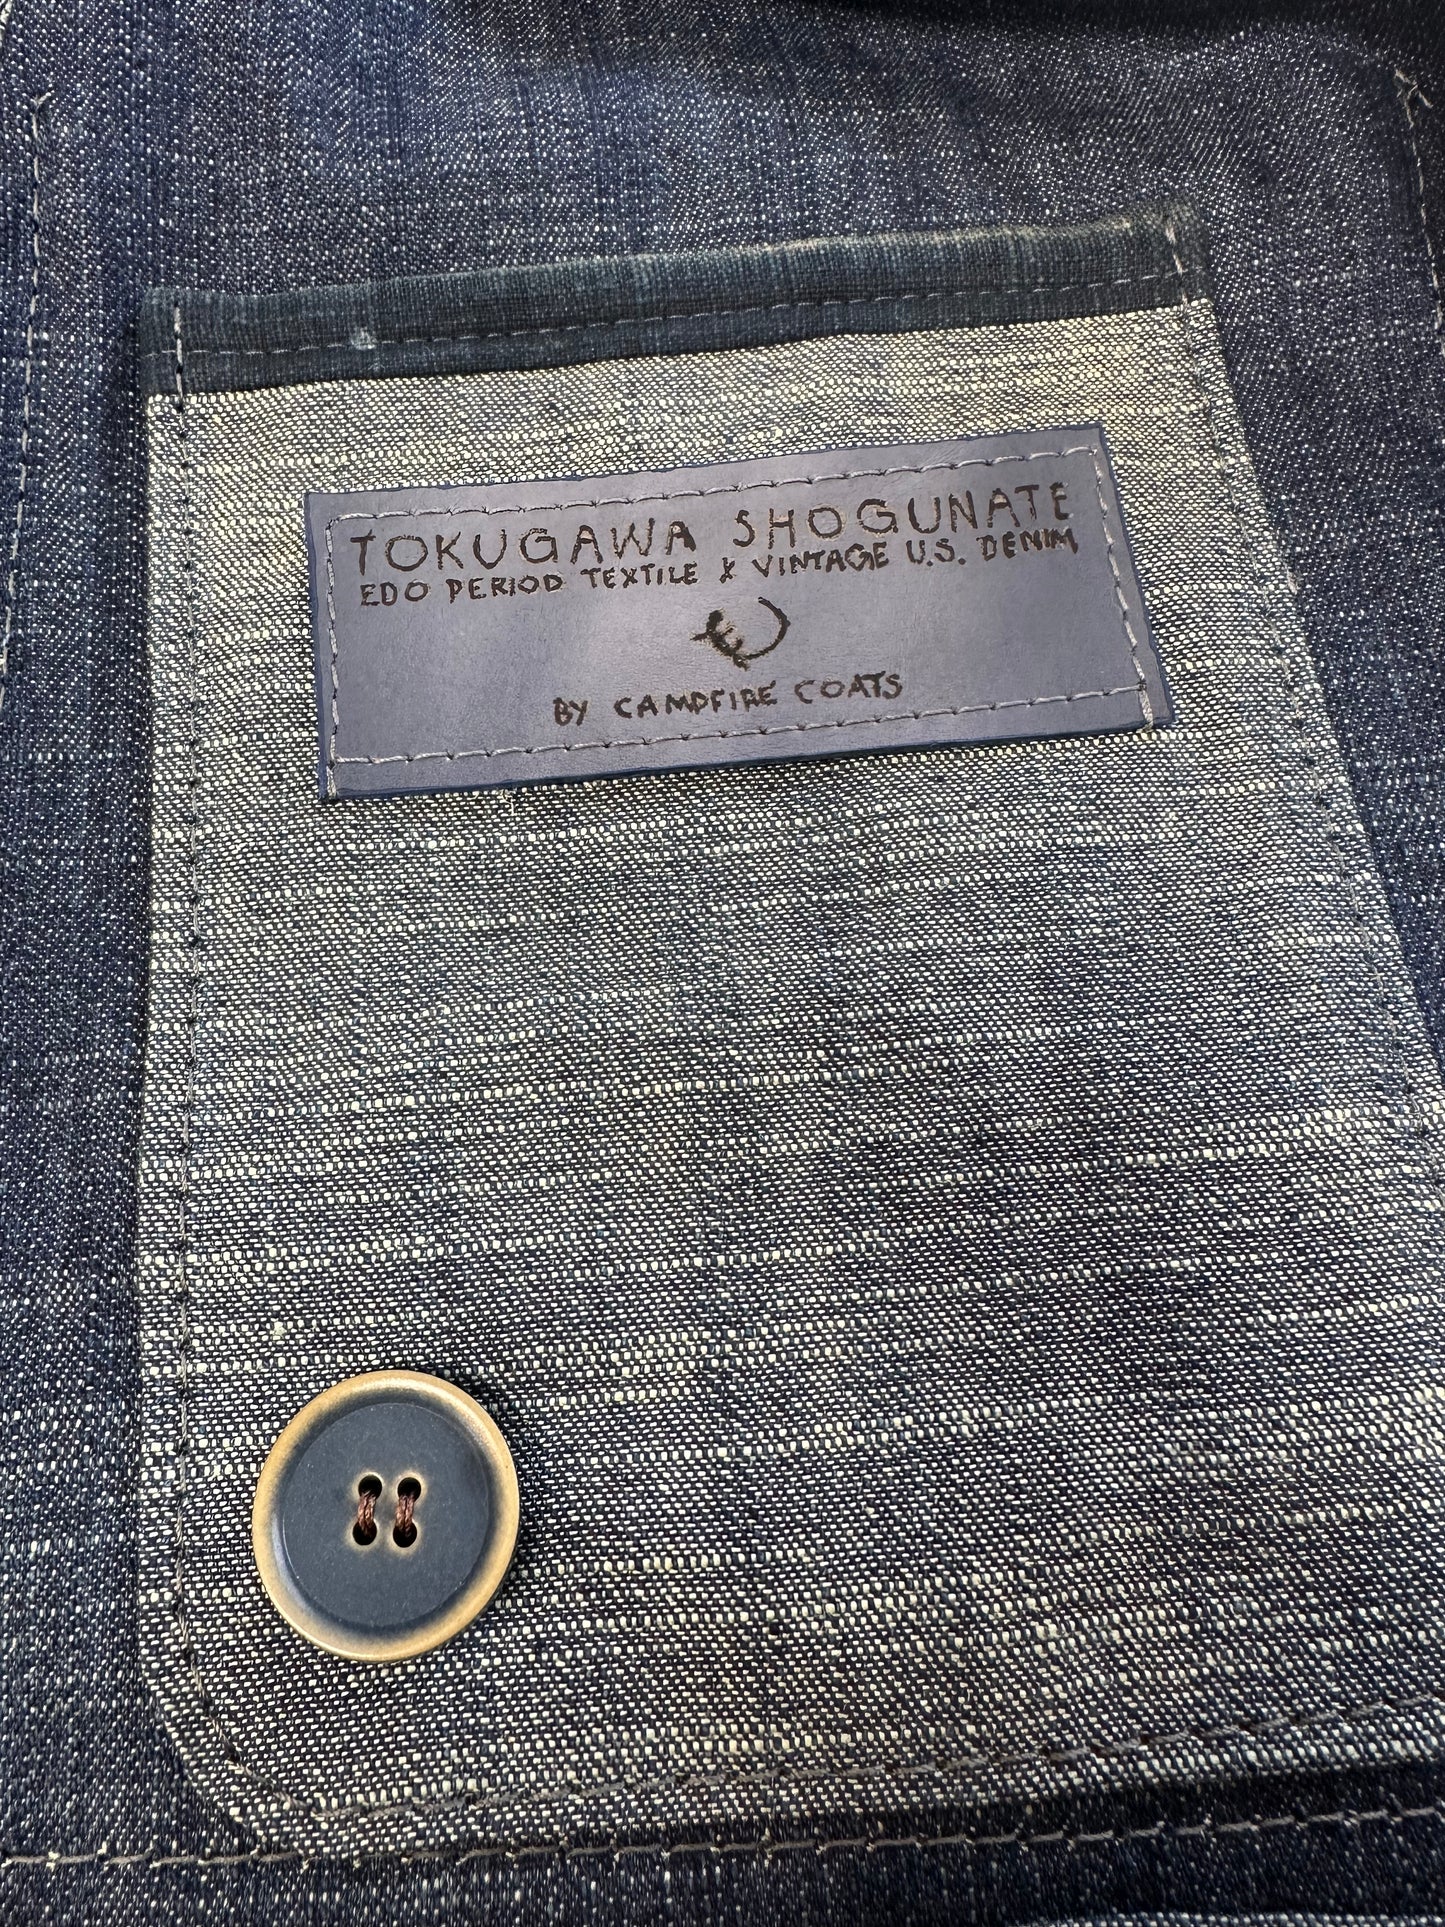 TOKUGAWA SHOGUNATE
EDO PERIOD TEXTILE X VINTAGE U.S. DENIM
BY CAMPFIRE COATS